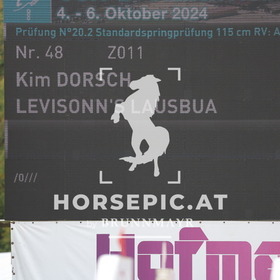 4. - 6. Oktober 2024
Prüfung N°20.2 Standardspringprüfung 115 cm RV: A
Nr. 48 Z011
Kim DORSCH
LEVISONN'S LAUSBUA
/0///
HORSEPIC.AT
BRUNNMAYR
Hofma